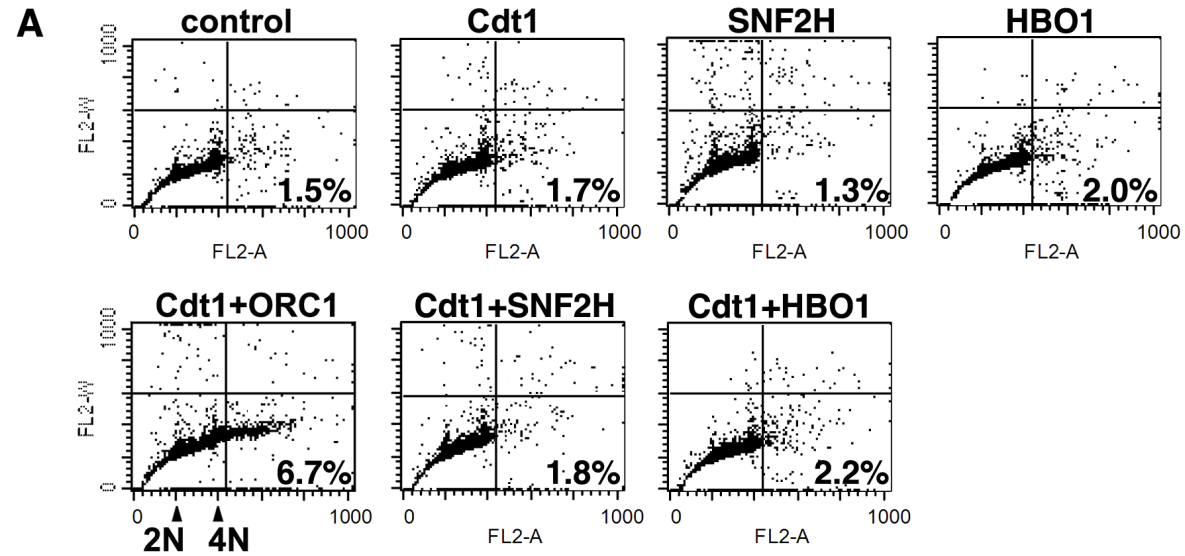 A
control Cdt1 SNF2H HBO1
1000
FL2-W
0
1.5% 1.7% 1.3% 2.0%
0 1000 0 1000 0 1000 0 1000
FL2-A FL2-A FL2-A FL2-A
Cdt1+ORC1 Cdt1+SNF2H Cdt1+HBO1
1000
FL2-W
0
6.7% 1.8% 2.2%
0 1000 0 1000 0 1000
2N 4N FL2-A FL2-A